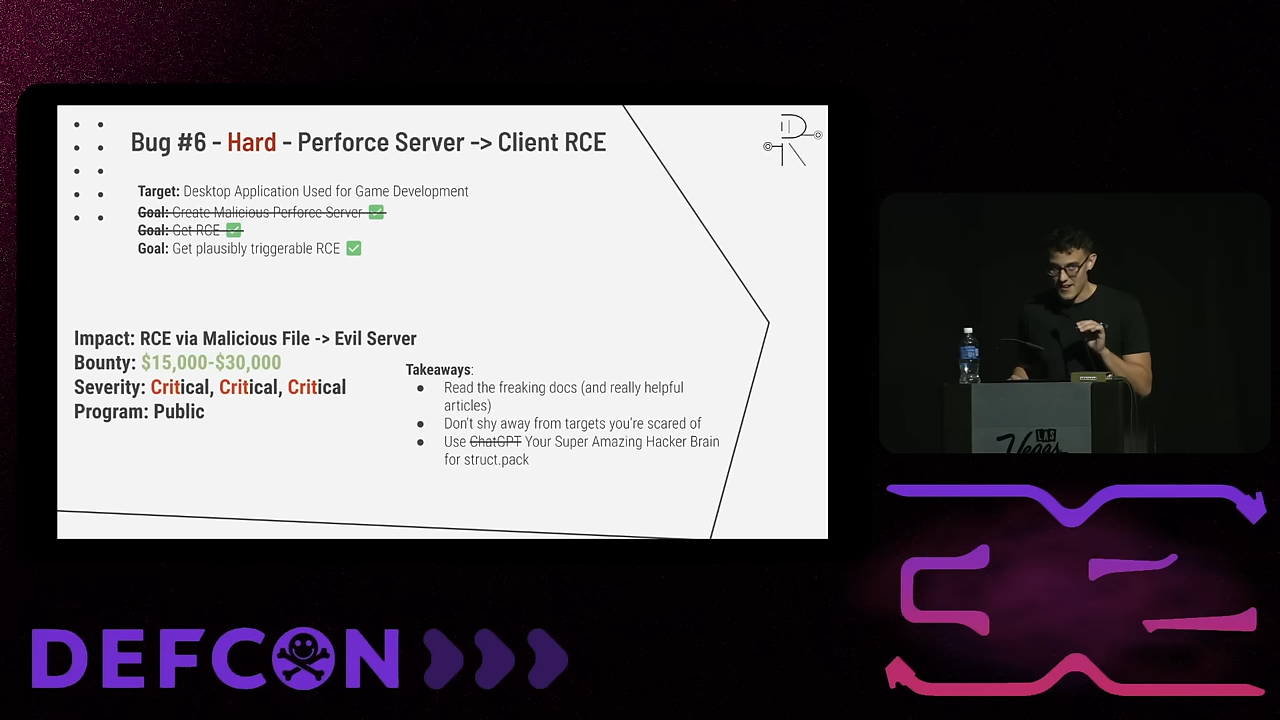 Bug #6 - Hard - Perforce Server -> Client RCE
Target: Desktop Application Used for Game Development
Goal: Create Malicious Perforce Server ✅
Goal: Get RCE ✅
Goal: Get plausibly triggerable RCE ✅
Impact: RCE via Malicious File -> Evil Server
Bounty: $15,000-$30,000
Severity: Critical, Critical, Critical
Program: Public
Takeaways:
● Read the freaking docs (and really helpful
articles)
● Don't shy away from targets you're scared of
● Use ChatGPT Your Super Amazing Hacker Brain
for struct.pack
LAS
Vegas
DEFCON